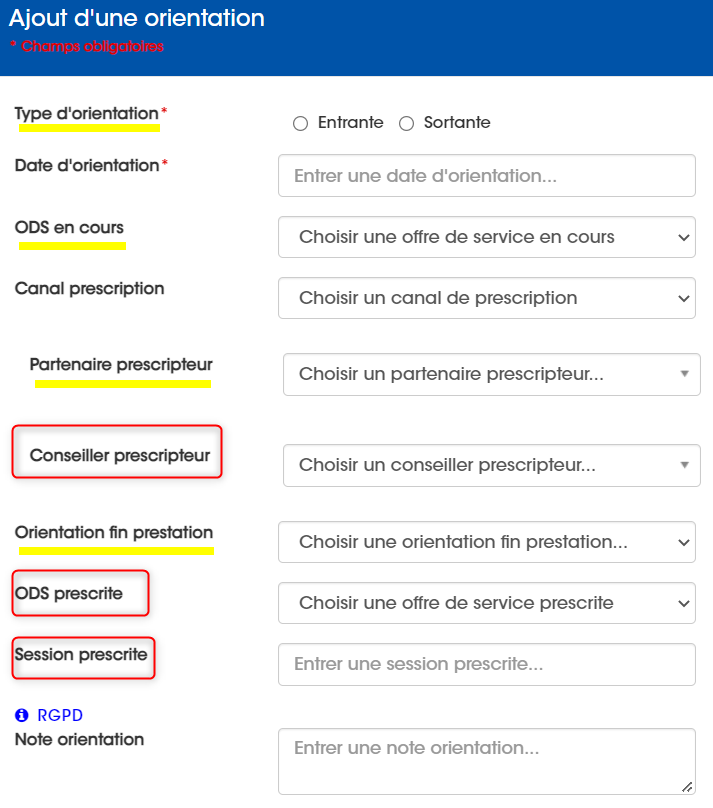 Ajout d'une orientation
* Champs obligatoires
Type d'orientation* Entrante Sortante
Date d'orientation* Entrer une date d'orientation...
ODS en cours Choisir une offre de service en cours
Canal prescription Choisir un canal de prescription
Partenaire prescripteur Choisir un partenaire prescripteur...
Conseiller prescripteur Choisir un conseiller prescripteur...
Orientation fin prestation Choisir une orientation fin prestation...
ODS prescrite Choisir une offre de service prescrite
Session prescrite Entrer une session prescrite...
RGPD
Note orientation Entrer une note orientation...